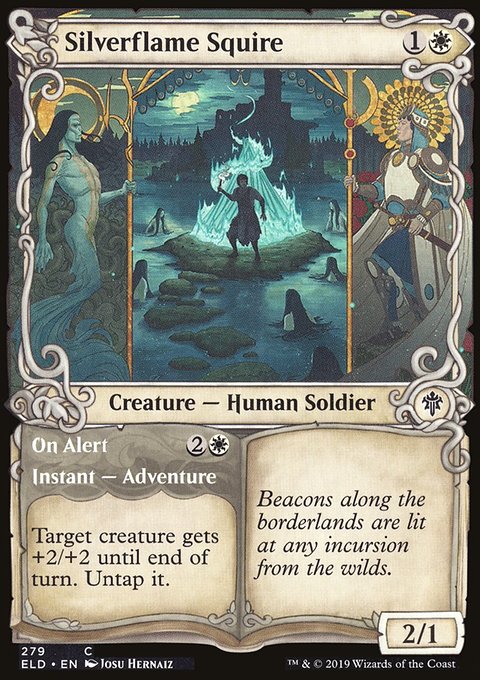 Silverflame Squire 1
Creature — Human Soldier
On Alert 2
Instant — Adventure
Target creature gets
+2/+2 until end of
turn. Untap it.
Beacons along the
borderlands are lit
at any incursion
from the wilds.
2/1
279 C
ELD • EN Josu Hernaiz
™ & © 2019 Wizards of the Coast